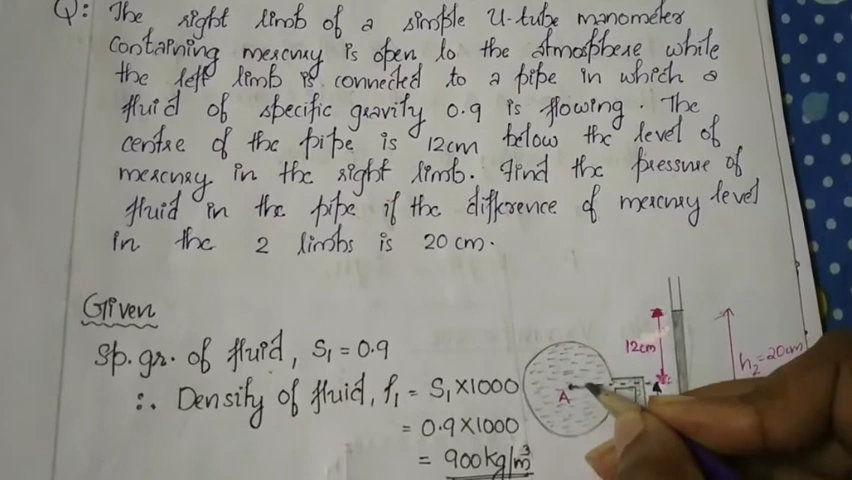 Q: The right limb of a simple U-tube manometer
containing mercury is open to the atmosphere while
the left limb is connected to a pipe in which a
fluid of specific gravity 0.9 is flowing. The
centre of the pipe is 12cm below the level of
mercury in the right limb. Find the pressure of
fluid in the pipe if the difference of mercury level
in the 2 limbs is 20 cm.
Given
Sp. gr. of fluid, S₁ = 0.9
∴ Density of fluid, ρ₁ = S₁ × 1000
= 0.9 × 1000
= 900 kg/m³
12cm
h₂ = 20cm
A